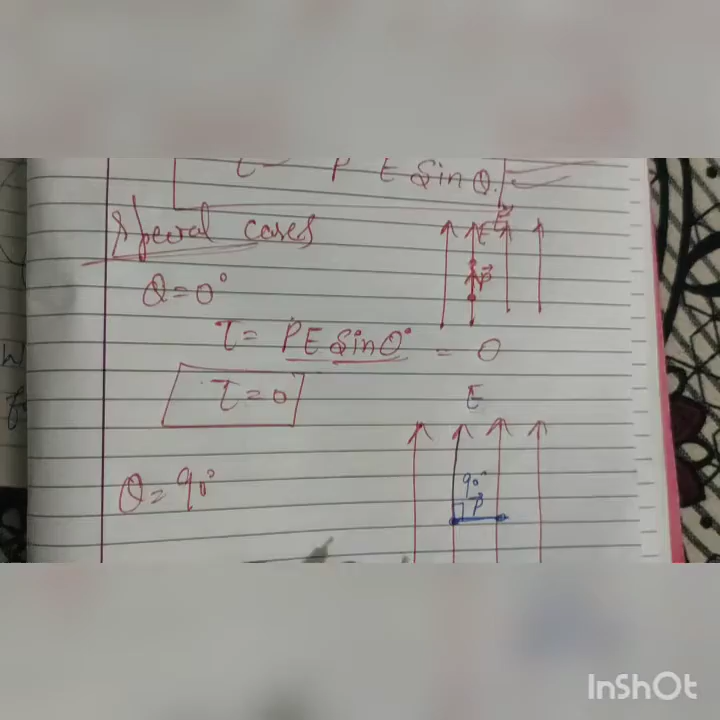 τ = P E Sin θ.
Special cases
E
θ = 0°
P
τ = PE Sin 0° = 0
τ = 0
E
θ = 90°
90°
P
InShOt